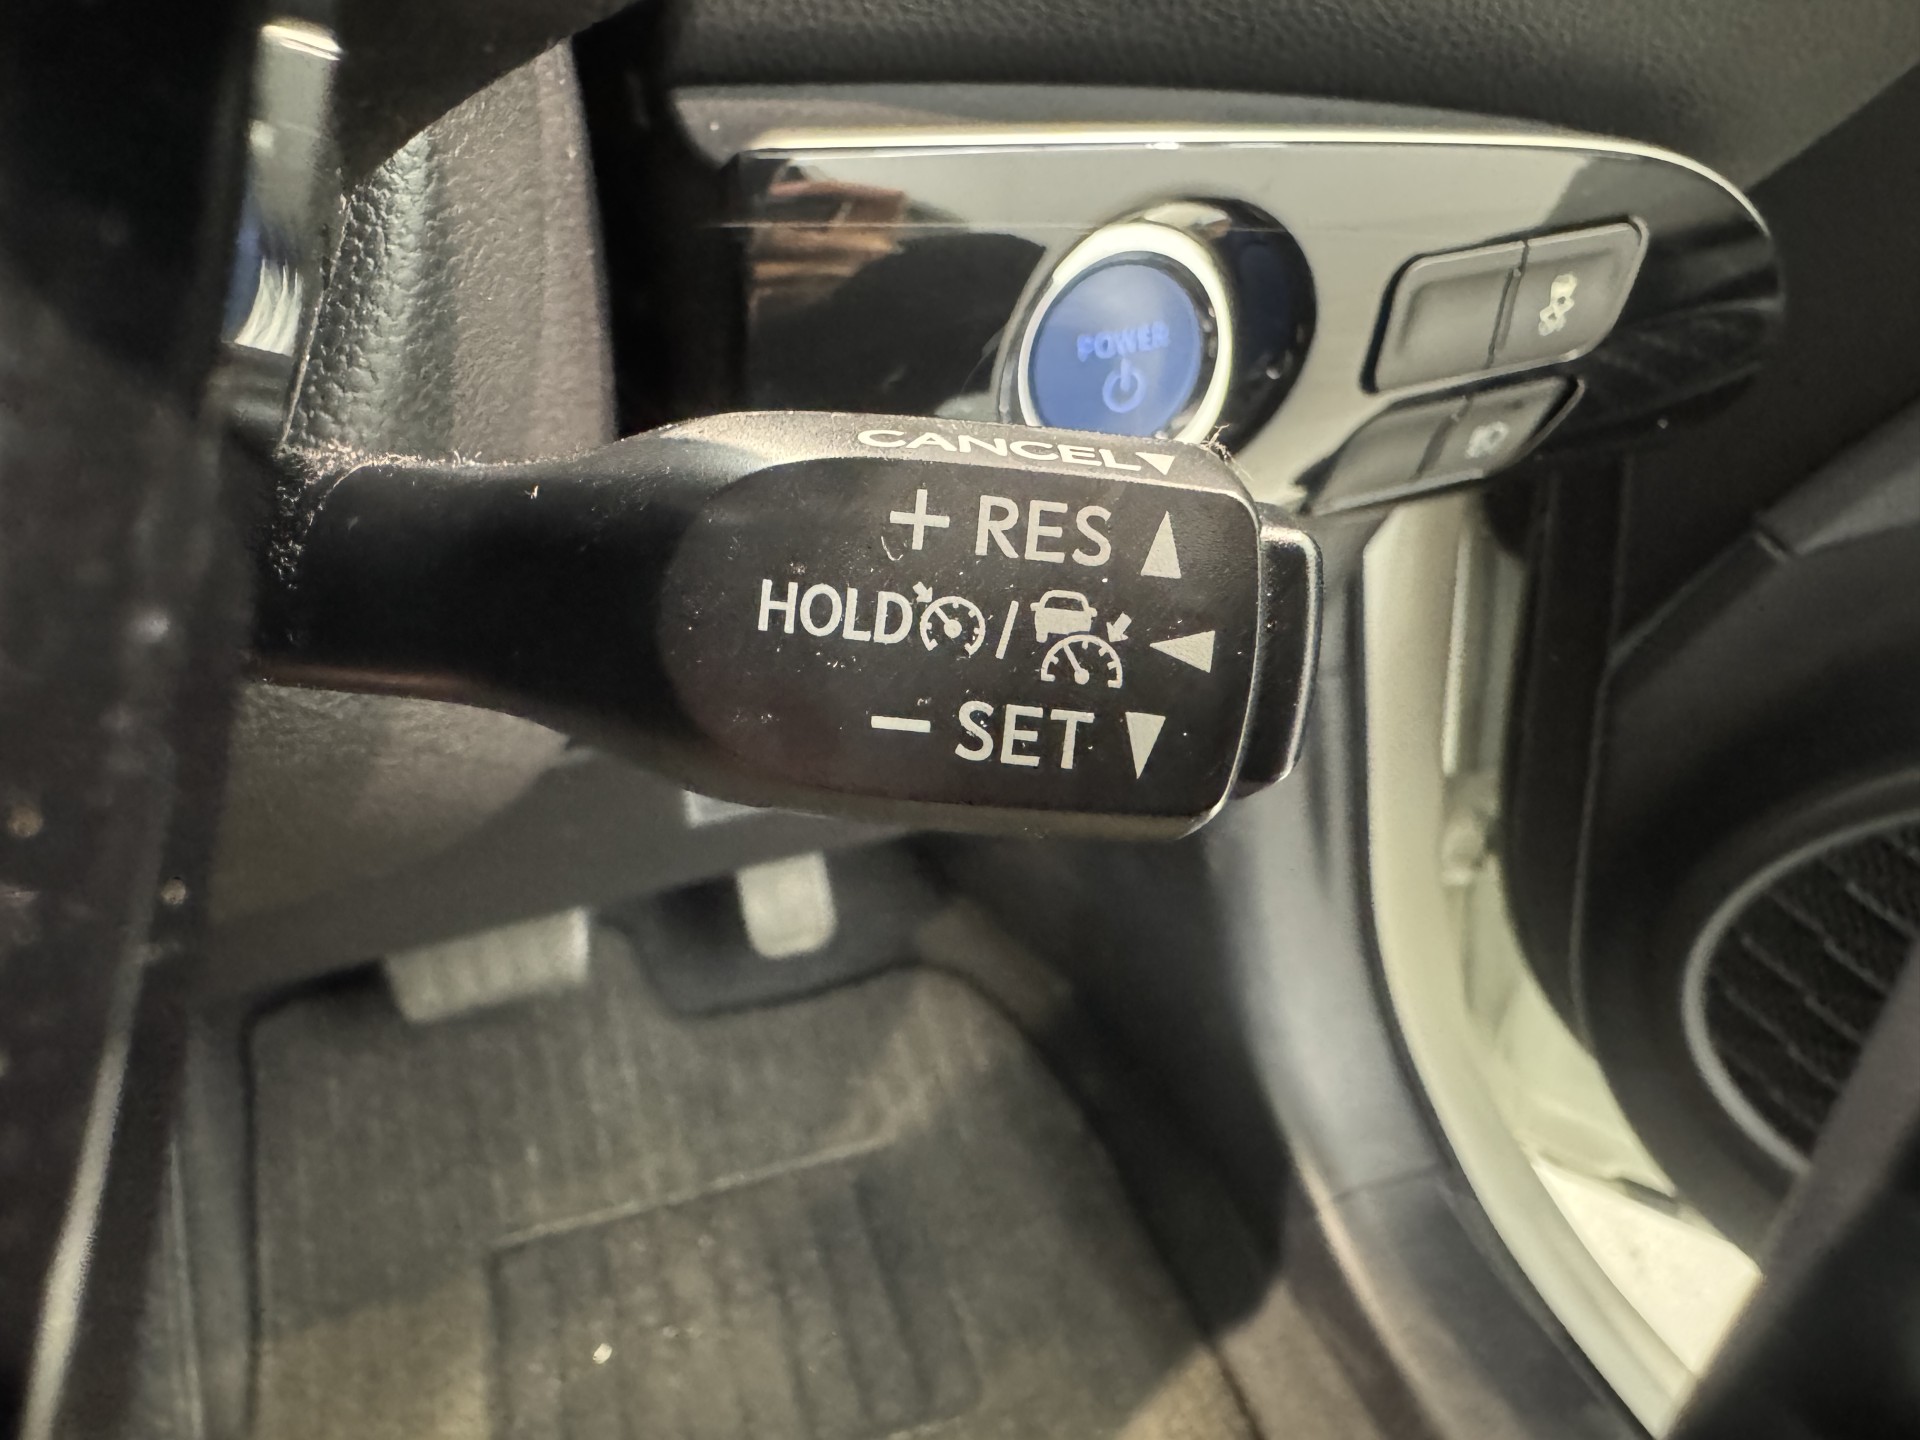 POWER
CANCEL▼
+ RES ▲
HOLD / ◀
− SET ▼